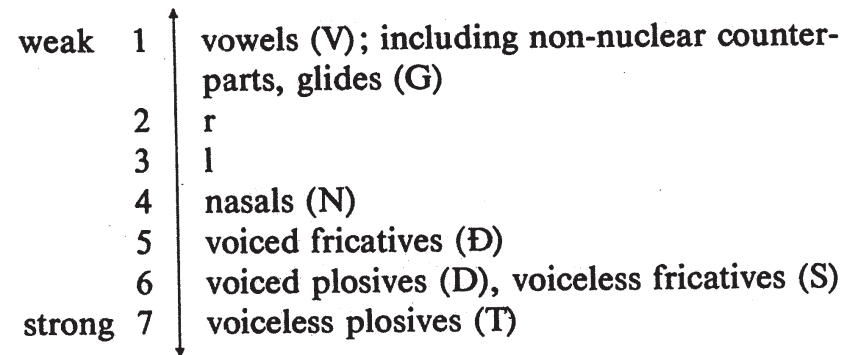 weak 1 vowels (V); including non-nuclear counter-
parts, glides (G)
2 r
3 l
4 nasals (N)
5 voiced fricatives (Đ)
6 voiced plosives (D), voiceless fricatives (S)
strong 7 voiceless plosives (T)